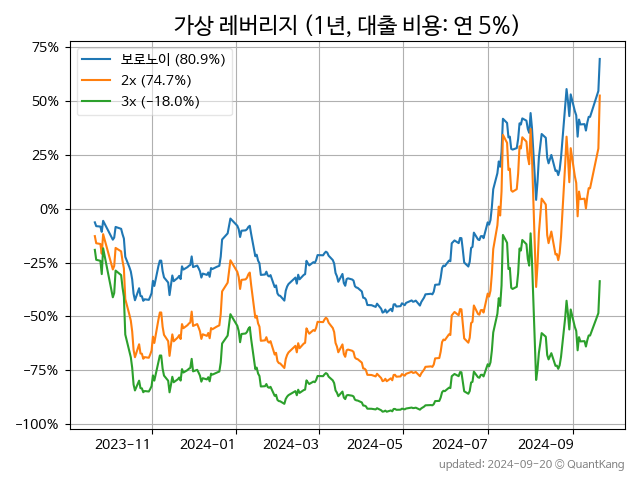 가상 레버리지 (1년, 대출 비용: 연 5%)
보로노이 (80.9%)
2x (74.7%)
3x (−18.0%)
75%
50%
25%
0%
−25%
−50%
−75%
−100%
2023-11
2024-01
2024-03
2024-05
2024-07
2024-09
updated: 2024-09-20 © QuantKang